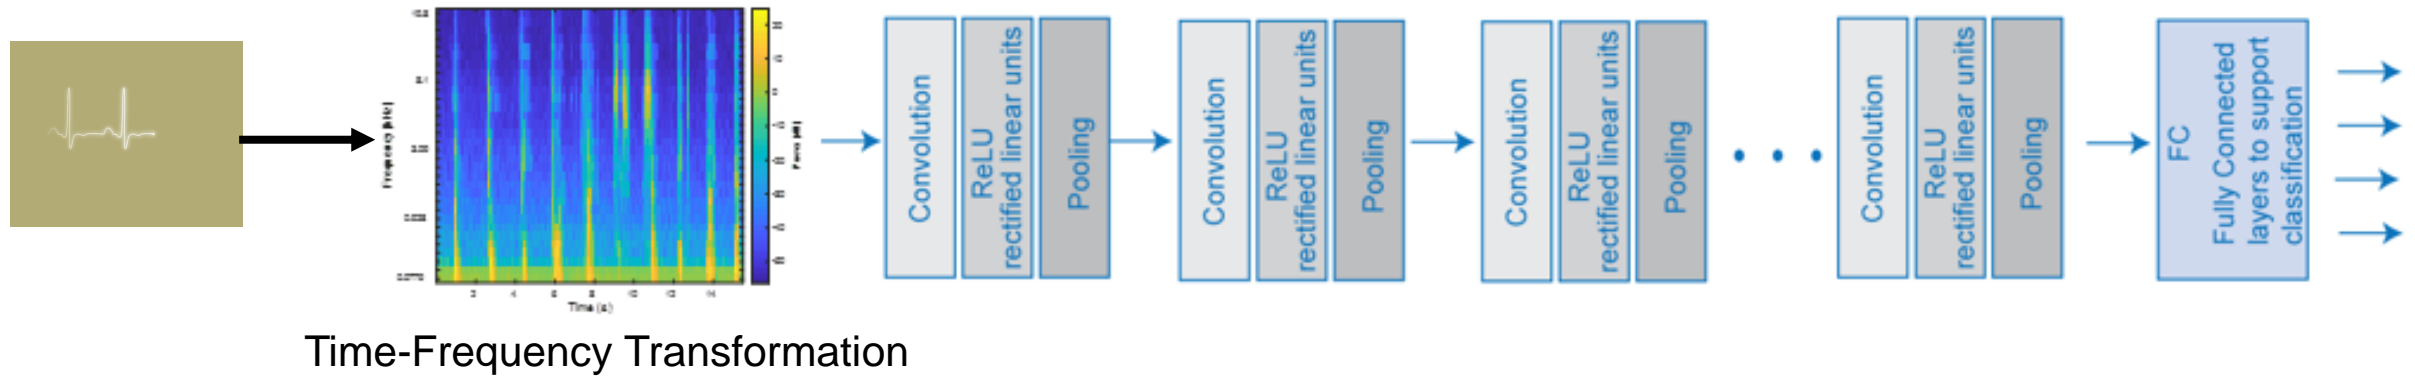 Time (s)
Time-Frequency Transformation
Convolution
ReLU
rectified linear units
Pooling
Convolution
ReLU
rectified linear units
Pooling
Convolution
ReLU
rectified linear units
Pooling
Convolution
ReLU
rectified linear units
Pooling
FC
Fully Connected
layers to support
classification